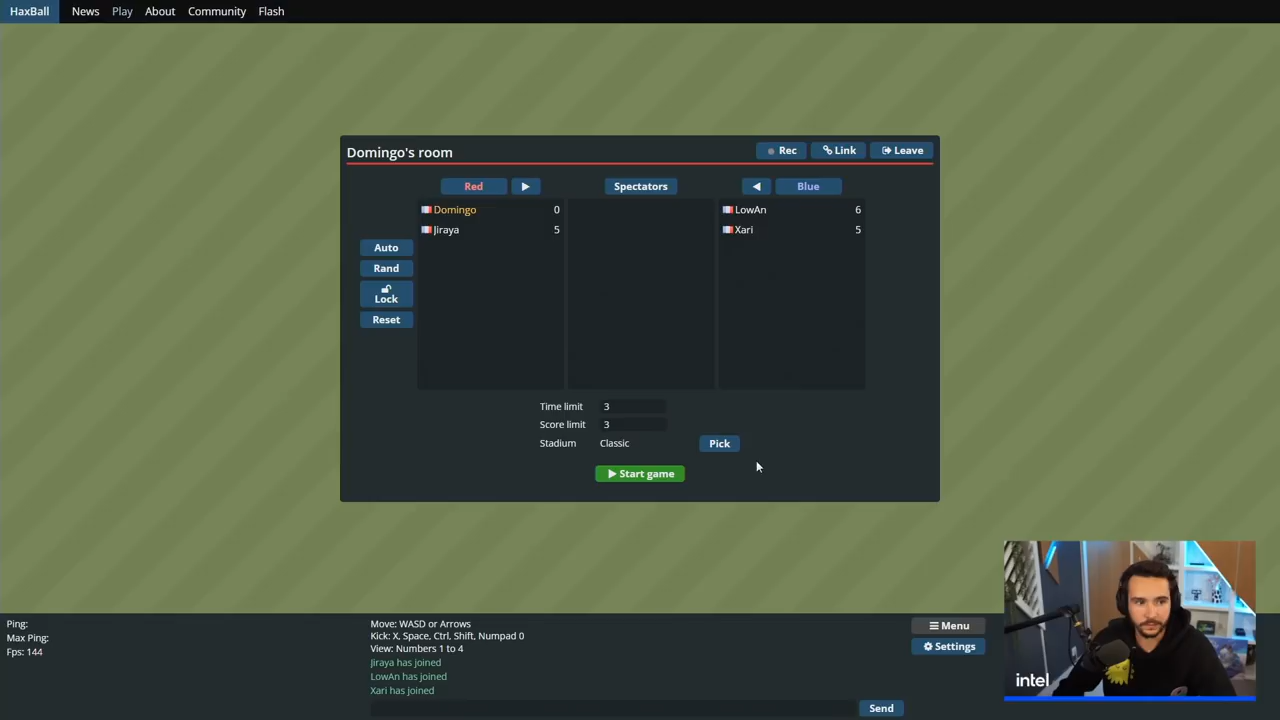 HaxBall News Play About Community Flash
Domingo's room Rec Link Leave
Red Spectators Blue
Domingo 0 LowAn 6
Jiraya 5 Xari 5
Auto
Rand
Lock
Reset
Time limit 3
Score limit 3
Stadium Classic Pick
Start game
Ping:
Max Ping:
Fps: 144
Move: WASD or Arrows
Kick: X, Space, Ctrl, Shift, Numpad 0
View: Numbers 1 to 4
Jiraya has joined
LowAn has joined
Xari has joined
Menu
Settings
Send
intel